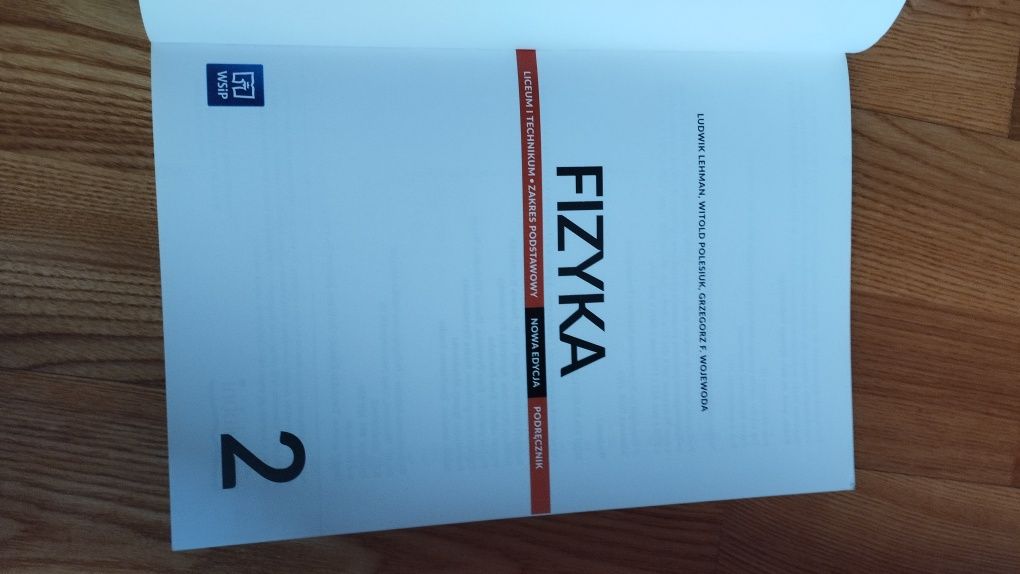 LUDWIK LEHMAN, WITOLD POLESIUK, GRZEGORZ F. WOJEWODA
FIZYKA
LICEUM I TECHNIKUM • ZAKRES PODSTAWOWY NOWA EDYCJA PODRĘCZNIK
WSiP
2